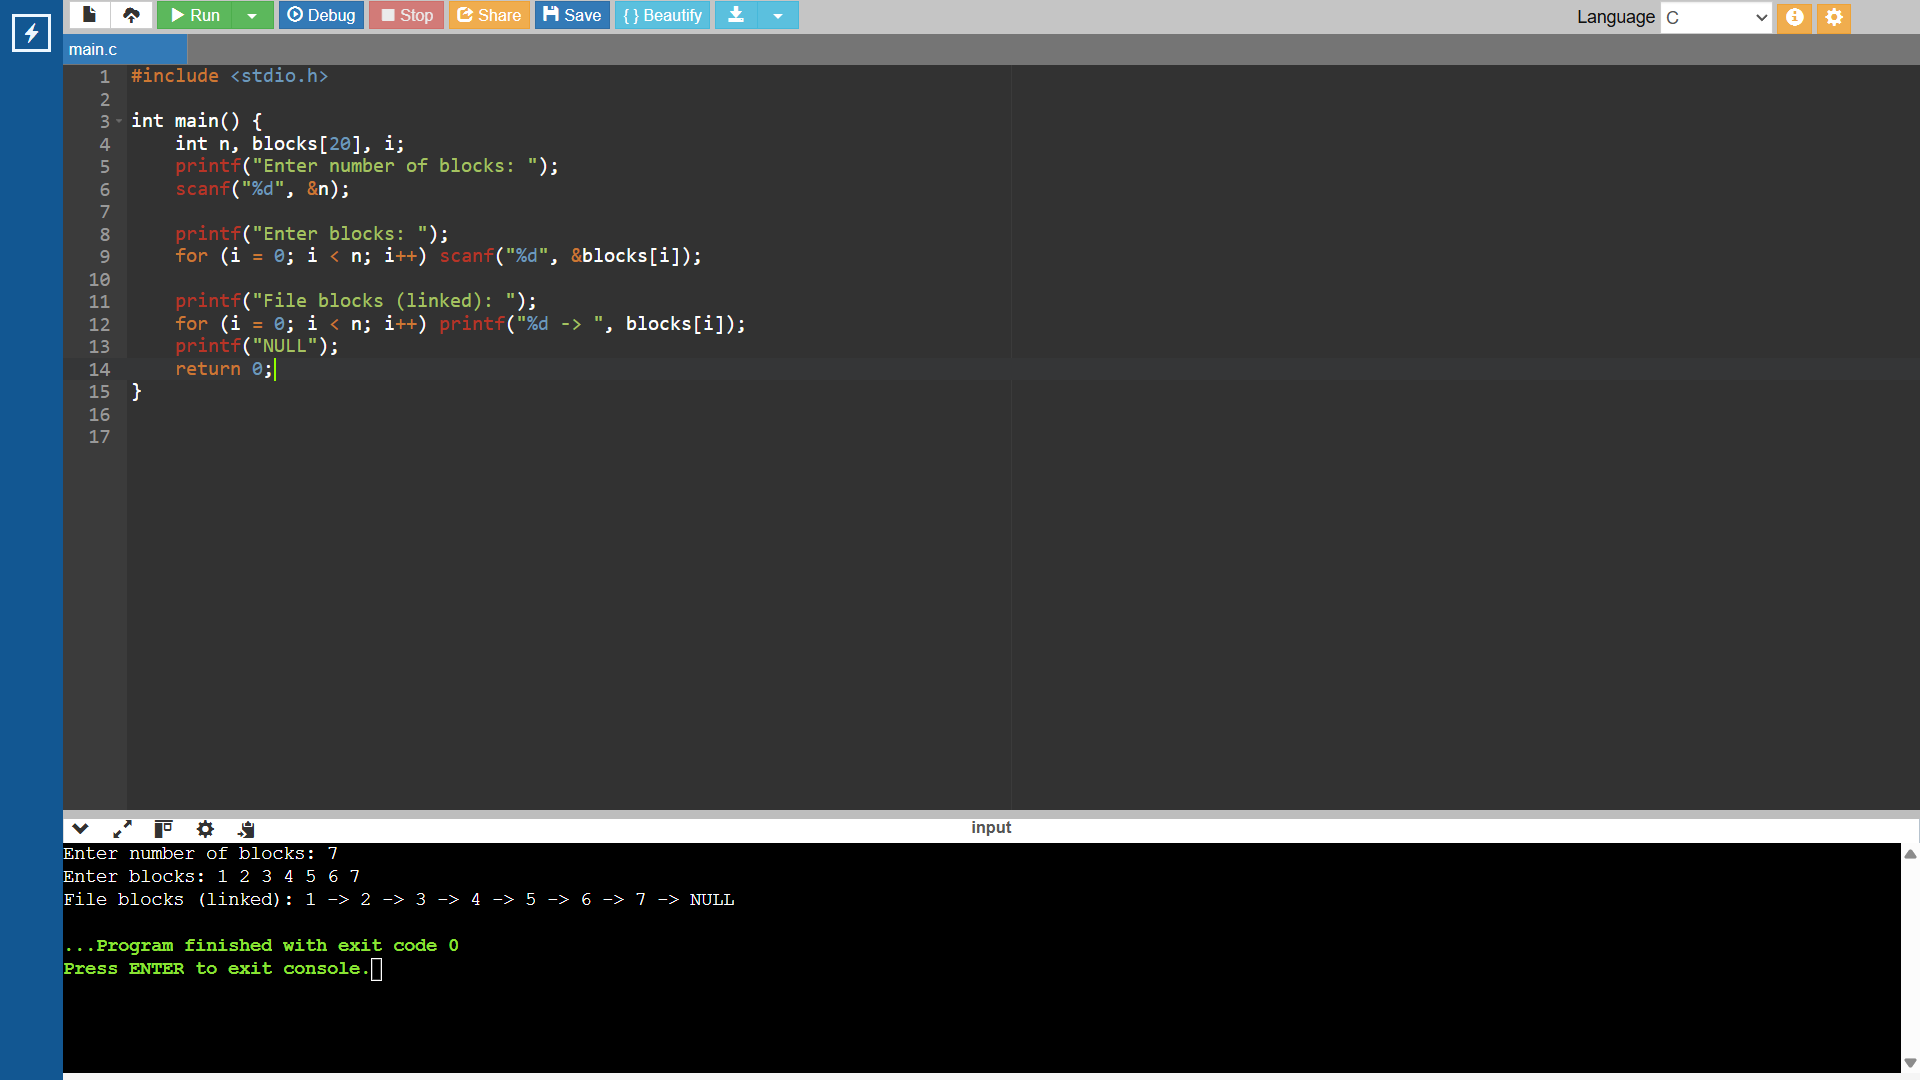 Run Debug Stop Share Save { } Beautify Language C
main.c
1 #include <stdio.h>
2
3 int main() {
4     int n, blocks[20], i;
5     printf("Enter number of blocks: ");
6     scanf("%d", &n);
7
8     printf("Enter blocks: ");
9     for (i = 0; i < n; i++) scanf("%d", &blocks[i]);
10
11     printf("File blocks (linked): ");
12     for (i = 0; i < n; i++) printf("%d -> ", blocks[i]);
13     printf("NULL");
14     return 0;
15 }
16
17
input
Enter number of blocks: 7
Enter blocks: 1 2 3 4 5 6 7
File blocks (linked): 1 -> 2 -> 3 -> 4 -> 5 -> 6 -> 7 -> NULL
...Program finished with exit code 0
Press ENTER to exit console.